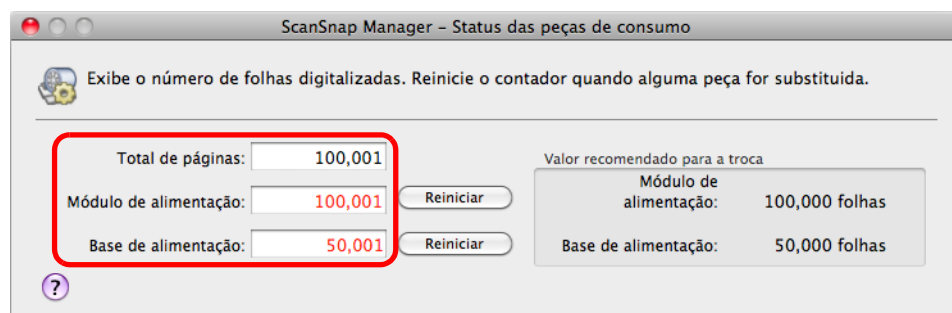 ScanSnap Manager – Status das peças de consumo
Exibe o número de folhas digitalizadas. Reinicie o contador quando alguma peça for substituida.
Total de páginas: 100,001
Módulo de alimentação: 100,001 Reiniciar
Base de alimentação: 50,001 Reiniciar
Valor recomendado para a troca
Módulo de
alimentação: 100,000 folhas
Base de alimentação: 50,000 folhas
?